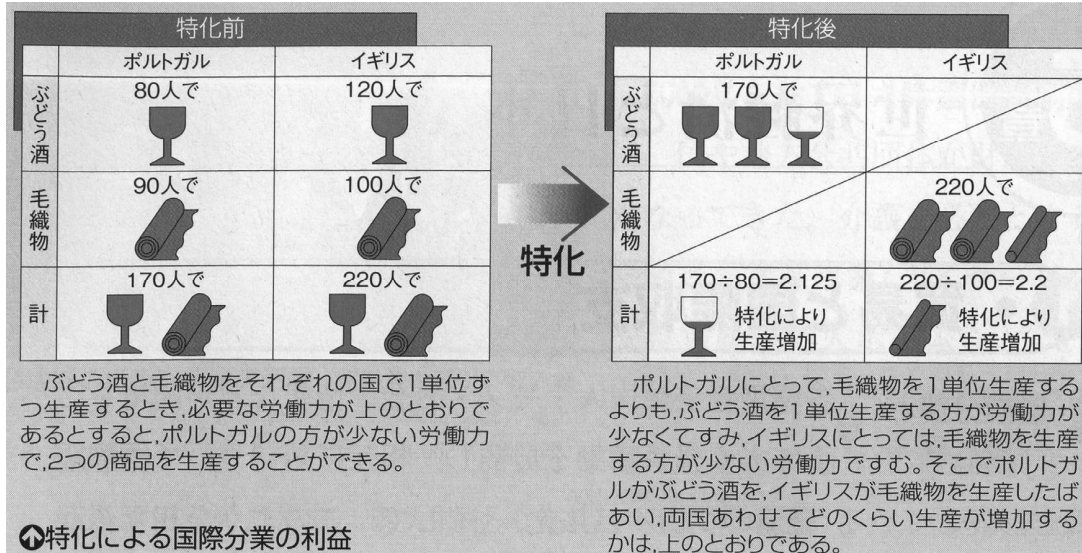 特化前
ポルトガル
イギリス
ぶどう酒
80人で
120人で
毛織物
90人で
100人で
計
170人で
220人で
特化
特化後
ポルトガル
イギリス
ぶどう酒
170人で
毛織物
220人で
計
170÷80=2.125
特化により
生産増加
220÷100=2.2
特化により
生産増加
ぶどう酒と毛織物をそれぞれの国で1単位ず
つ生産するとき,必要な労働力が上のとおりで
あるとすると,ポルトガルの方が少ない労働力
で,2つの商品を生産することができる。
ポルトガルにとって,毛織物を1単位生産する
よりも,ぶどう酒を1単位生産する方が労働力が
少なくてすみ,イギリスにとっては,毛織物を生産
する方が少ない労働力ですむ。そこでポルトガ
ルがぶどう酒を,イギリスが毛織物を生産したば
あい,両国あわせてどのくらい生産が増加する
かは,上のとおりである。
特化による国際分業の利益